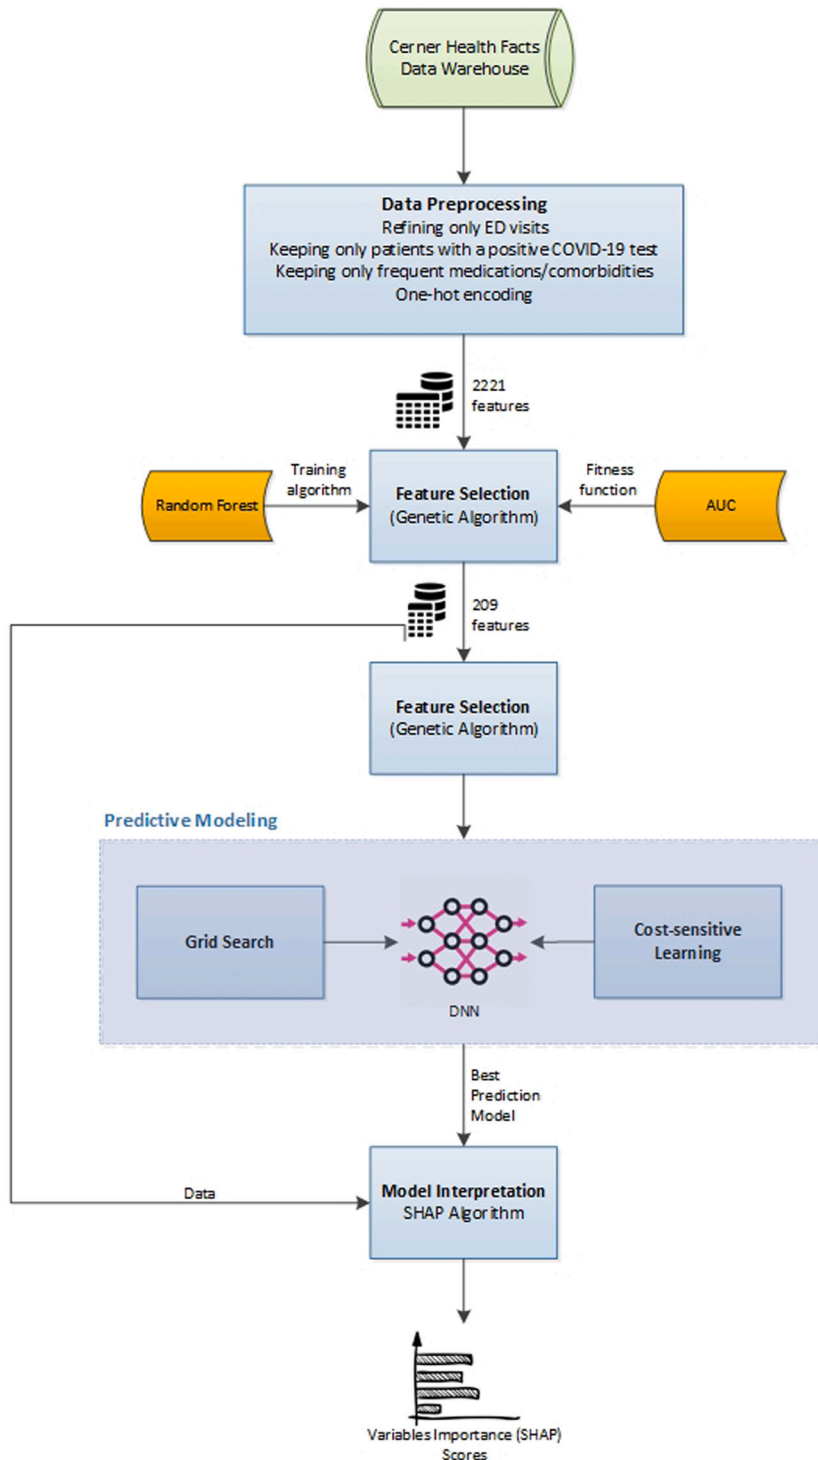 Cerner Health Facts
Data Warehouse
Data Preprocessing
Refining only ED visits
Keeping only patients with a positive COVID-19 test
Keeping only frequent medications/comorbidities
One-hot encoding
2221
features
Random Forest
Training
algorithm
Feature Selection
(Genetic Algorithm)
Fitness
function
AUC
209
features
Feature Selection
(Genetic Algorithm)
Predictive Modeling
Grid Search
DNN
Cost-sensitive
Learning
Best
Prediction
Model
Data
Model Interpretation
SHAP Algorithm
Variables Importance (SHAP)
Scores